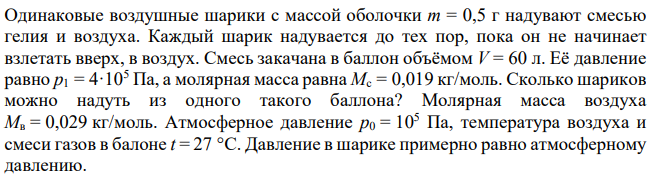 Одинаковые воздушные шарики с массой оболочки m = 0,5 г надувают смесью
гелия и воздуха. Каждый шарик надувается до тех пор, пока он не начинает
взлетать вверх, в воздух. Смесь закачана в баллон объёмом V = 60 л. Её давление
равно p₁ = 4·10⁵ Па, а молярная масса равна Mс = 0,019 кг/моль. Сколько шариков
можно надуть из одного такого баллона? Молярная масса воздуха
Mв = 0,029 кг/моль. Атмосферное давление p₀ = 10⁵ Па, температура воздуха и
смеси газов в балоне t = 27 °C. Давление в шарике примерно равно атмосферному
давлению.